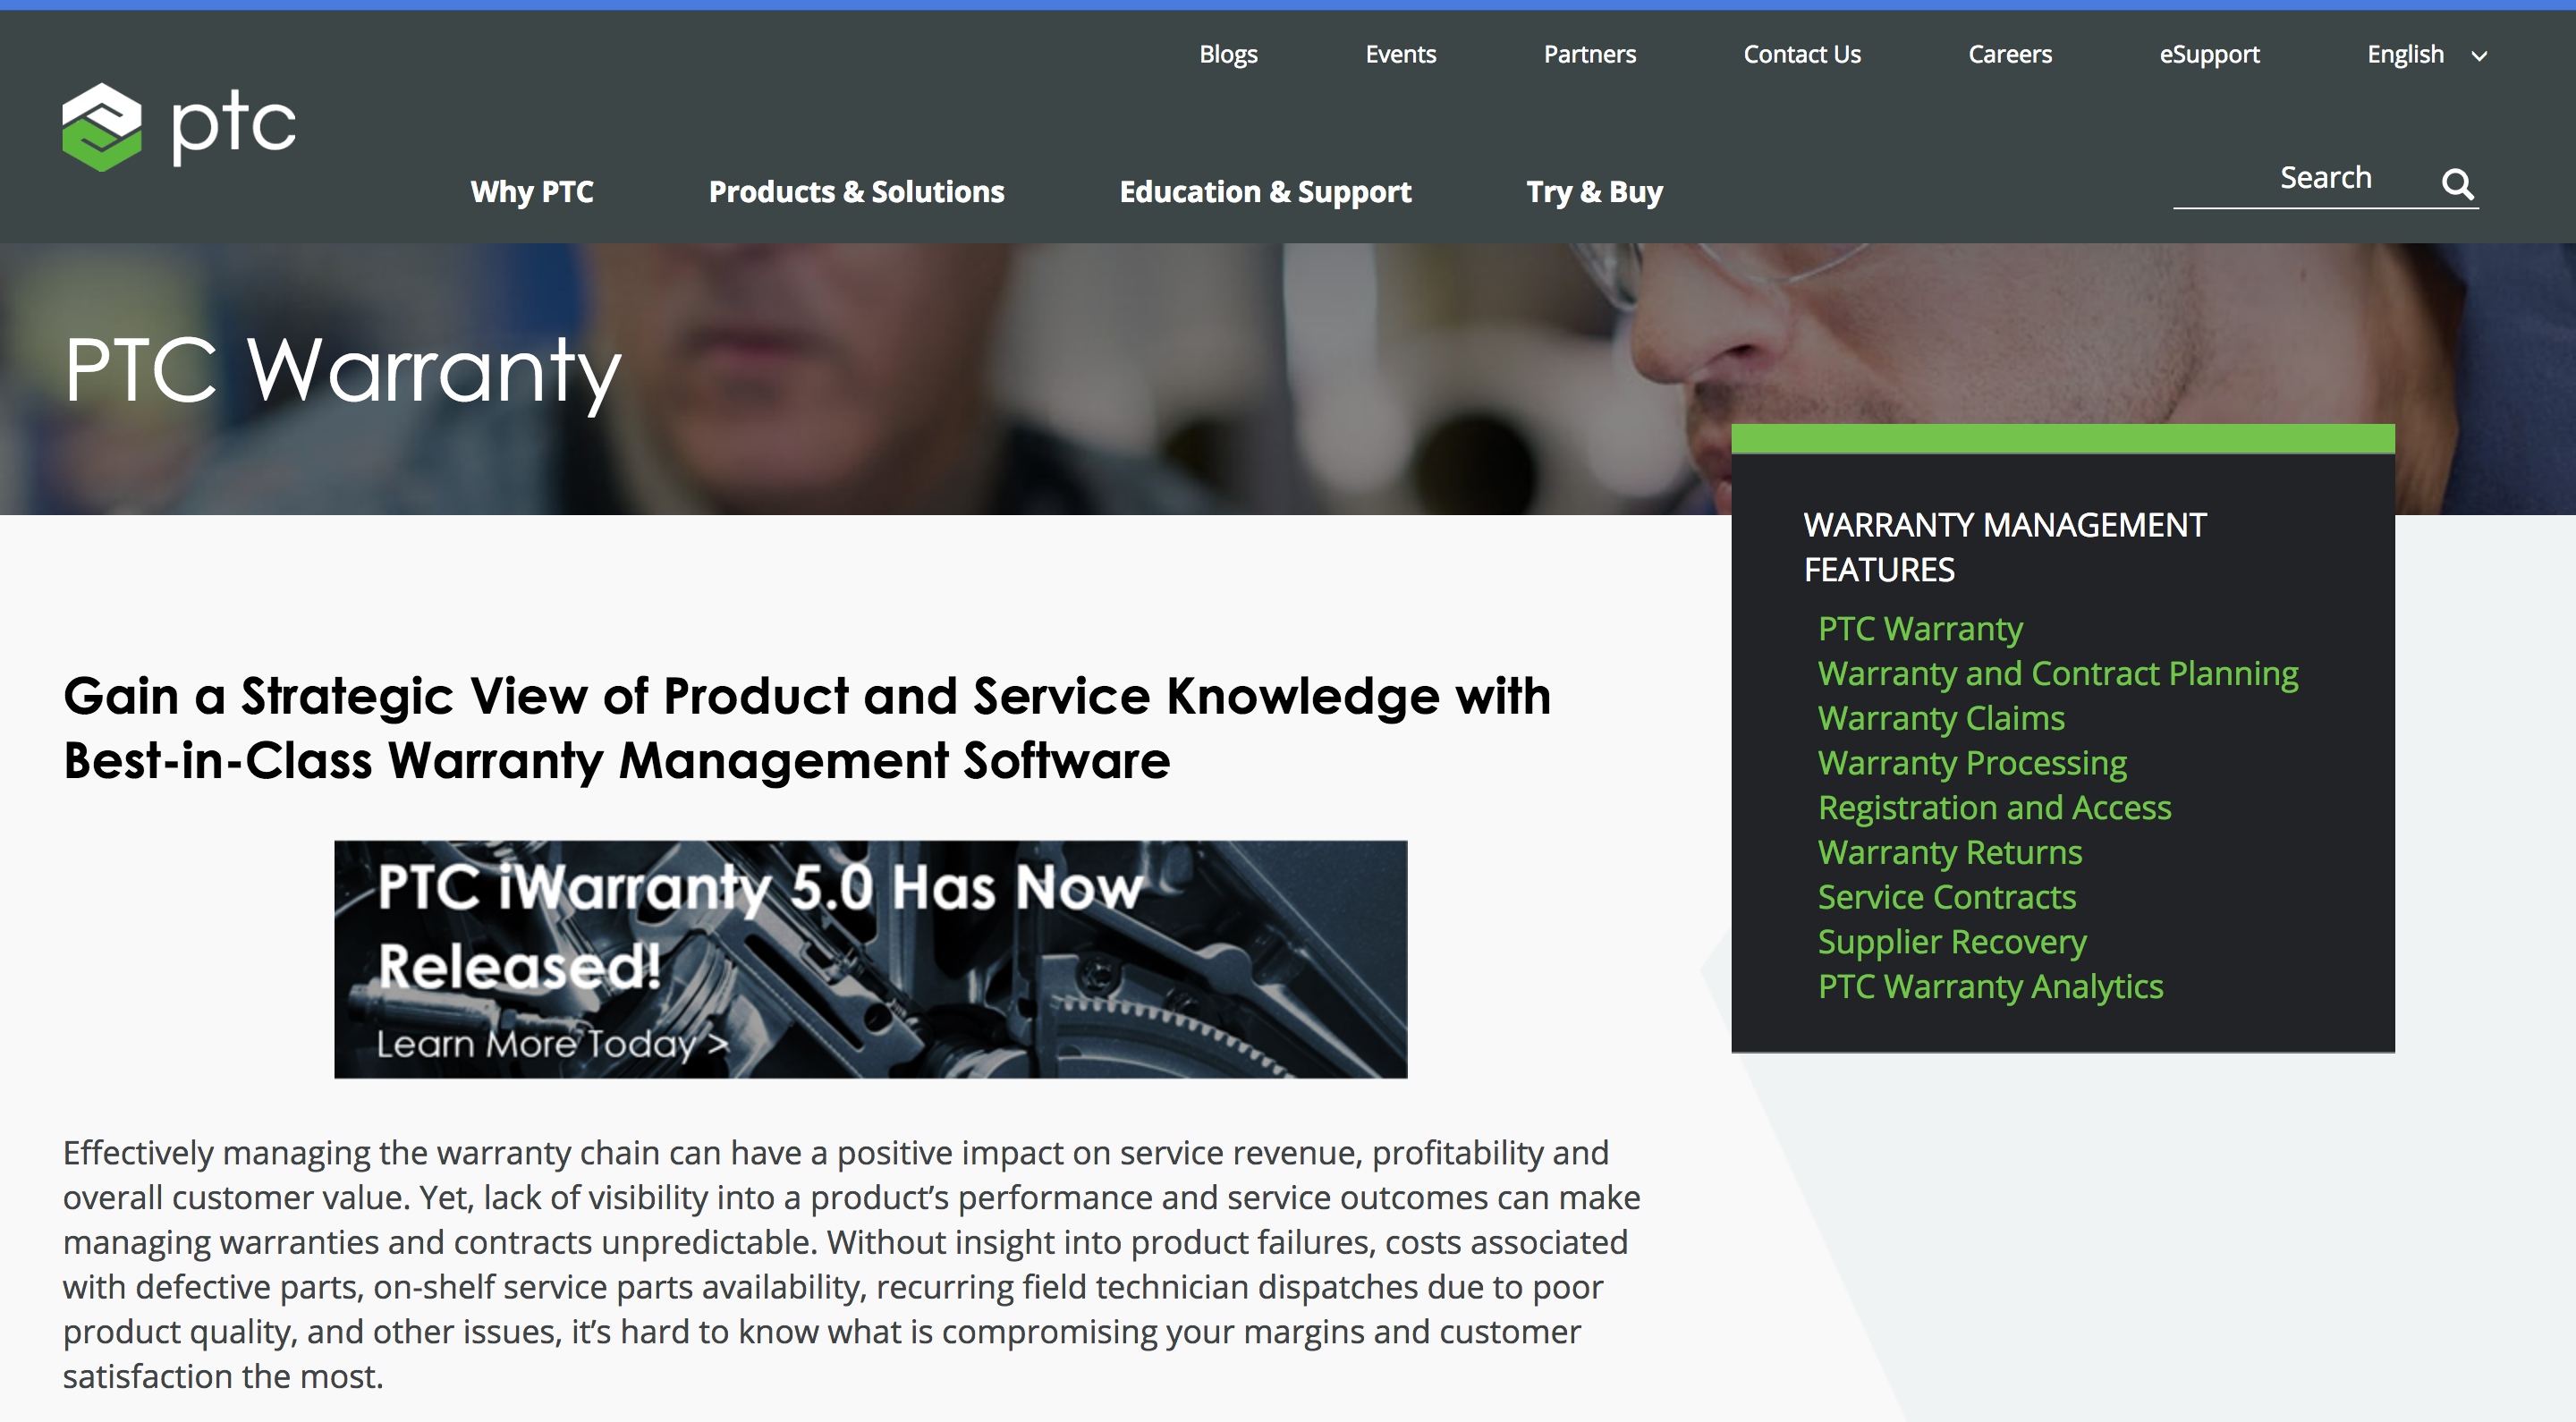 Blogs Events Partners Contact Us Careers eSupport English
ptc
Why PTC Products & Solutions Education & Support Try & Buy Search
PTC Warranty
Gain a Strategic View of Product and Service Knowledge with
Best-in-Class Warranty Management Software
PTC iWarranty 5.0 Has Now
Released!
Learn More Today >
Effectively managing the warranty chain can have a positive impact on service revenue, profitability and
overall customer value. Yet, lack of visibility into a product’s performance and service outcomes can make
managing warranties and contracts unpredictable. Without insight into product failures, costs associated
with defective parts, on-shelf service parts availability, recurring field technician dispatches due to poor
product quality, and other issues, it’s hard to know what is compromising your margins and customer
satisfaction the most.
WARRANTY MANAGEMENT
FEATURES
PTC Warranty
Warranty and Contract Planning
Warranty Claims
Warranty Processing
Registration and Access
Warranty Returns
Service Contracts
Supplier Recovery
PTC Warranty Analytics